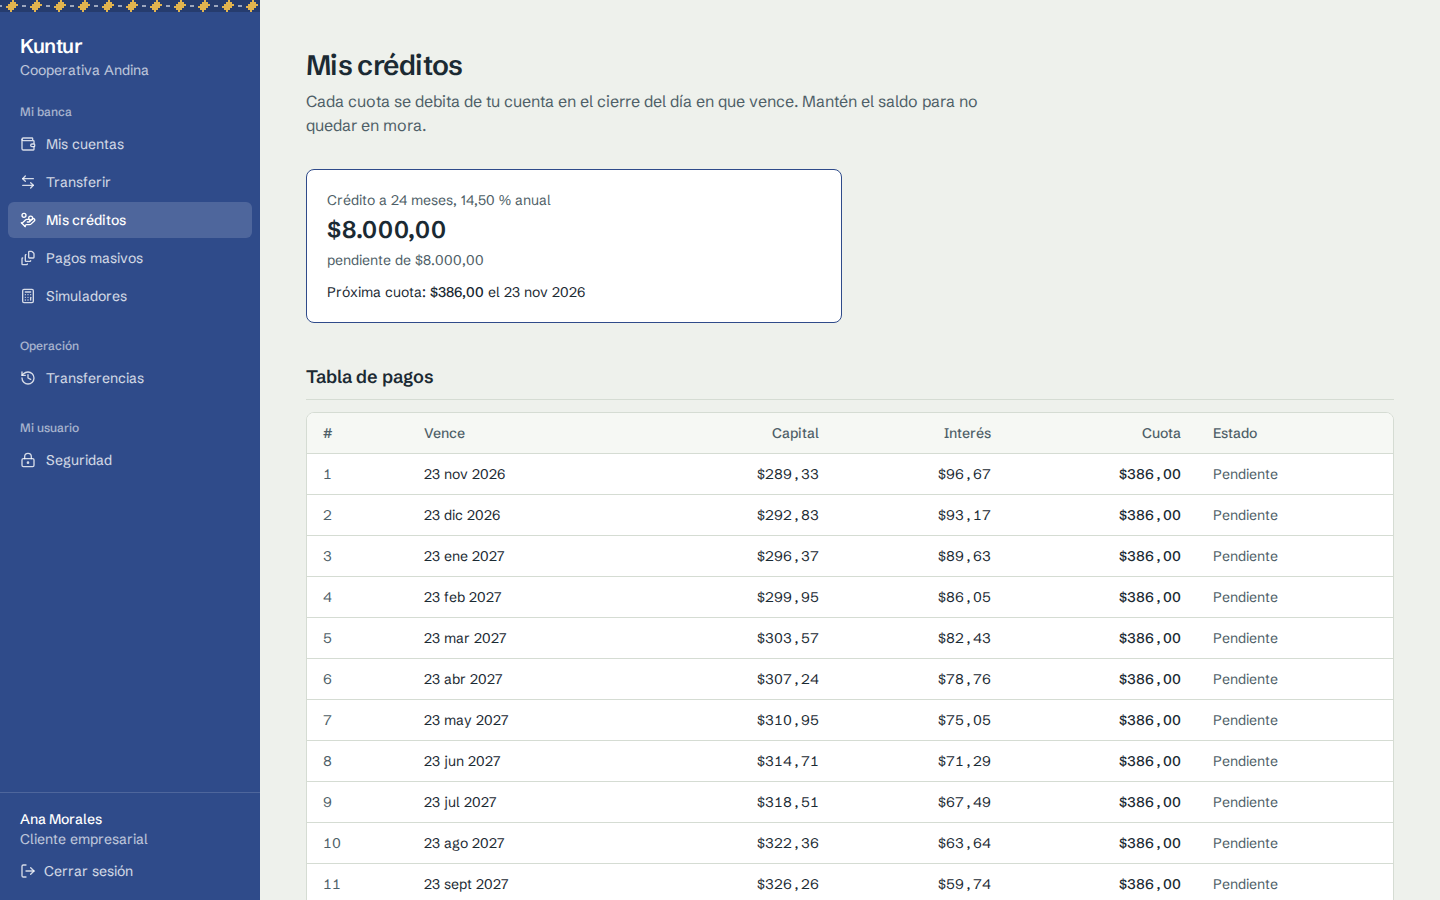 Kuntur
Cooperativa Andina
Mi banca
Mis cuentas
Transferir
Mis créditos
Pagos masivos
Simuladores
Operación
Transferencias
Mi usuario
Seguridad
Ana Morales
Cliente empresarial
Cerrar sesión
Mis créditos
Cada cuota se debita de tu cuenta en el cierre del día en que vence. Mantén el saldo para no
quedar en mora.
Crédito a 24 meses, 14,50 % anual
$8.000,00
pendiente de $8.000,00
Próxima cuota: $386,00 el 23 nov 2026
Tabla de pagos
# Vence Capital Interés Cuota Estado
1 23 nov 2026 $289,33 $96,67 $386,00 Pendiente
2 23 dic 2026 $292,83 $93,17 $386,00 Pendiente
3 23 ene 2027 $296,37 $89,63 $386,00 Pendiente
4 23 feb 2027 $299,95 $86,05 $386,00 Pendiente
5 23 mar 2027 $303,57 $82,43 $386,00 Pendiente
6 23 abr 2027 $307,24 $78,76 $386,00 Pendiente
7 23 may 2027 $310,95 $75,05 $386,00 Pendiente
8 23 jun 2027 $314,71 $71,29 $386,00 Pendiente
9 23 jul 2027 $318,51 $67,49 $386,00 Pendiente
10 23 ago 2027 $322,36 $63,64 $386,00 Pendiente
11 23 sept 2027 $326,26 $59,74 $386,00 Pendiente